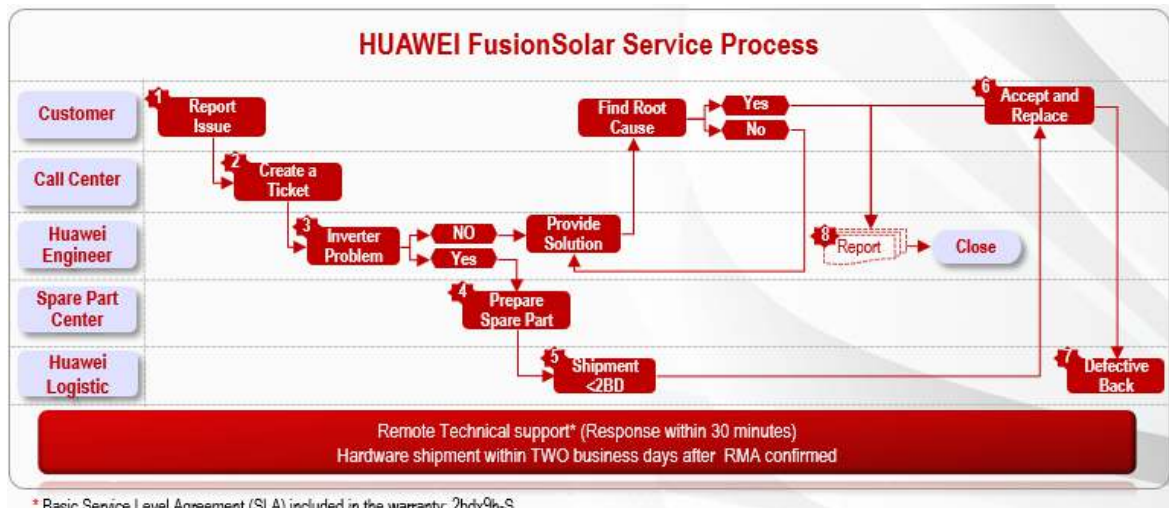 HUAWEI FusionSolar Service Process
Customer
1
Report
Issue
Find Root
Cause
Yes
No
6
Accept and
Replace
Call Center
2
Create a
Ticket
Huawei
Engineer
3
Inverter
Problem
NO
Yes
Provide
Solution
8
Report
Close
Spare Part
Center
4
Prepare
Spare Part
Huawei
Logistic
5
Shipment
<2BD
7
Defective
Back
Remote Technical support* (Response within 30 minutes)
Hardware shipment within TWO business days after RMA confirmed
* Basic Service Level Agreement (SLA) included in the warranty: 2bdx9h-S